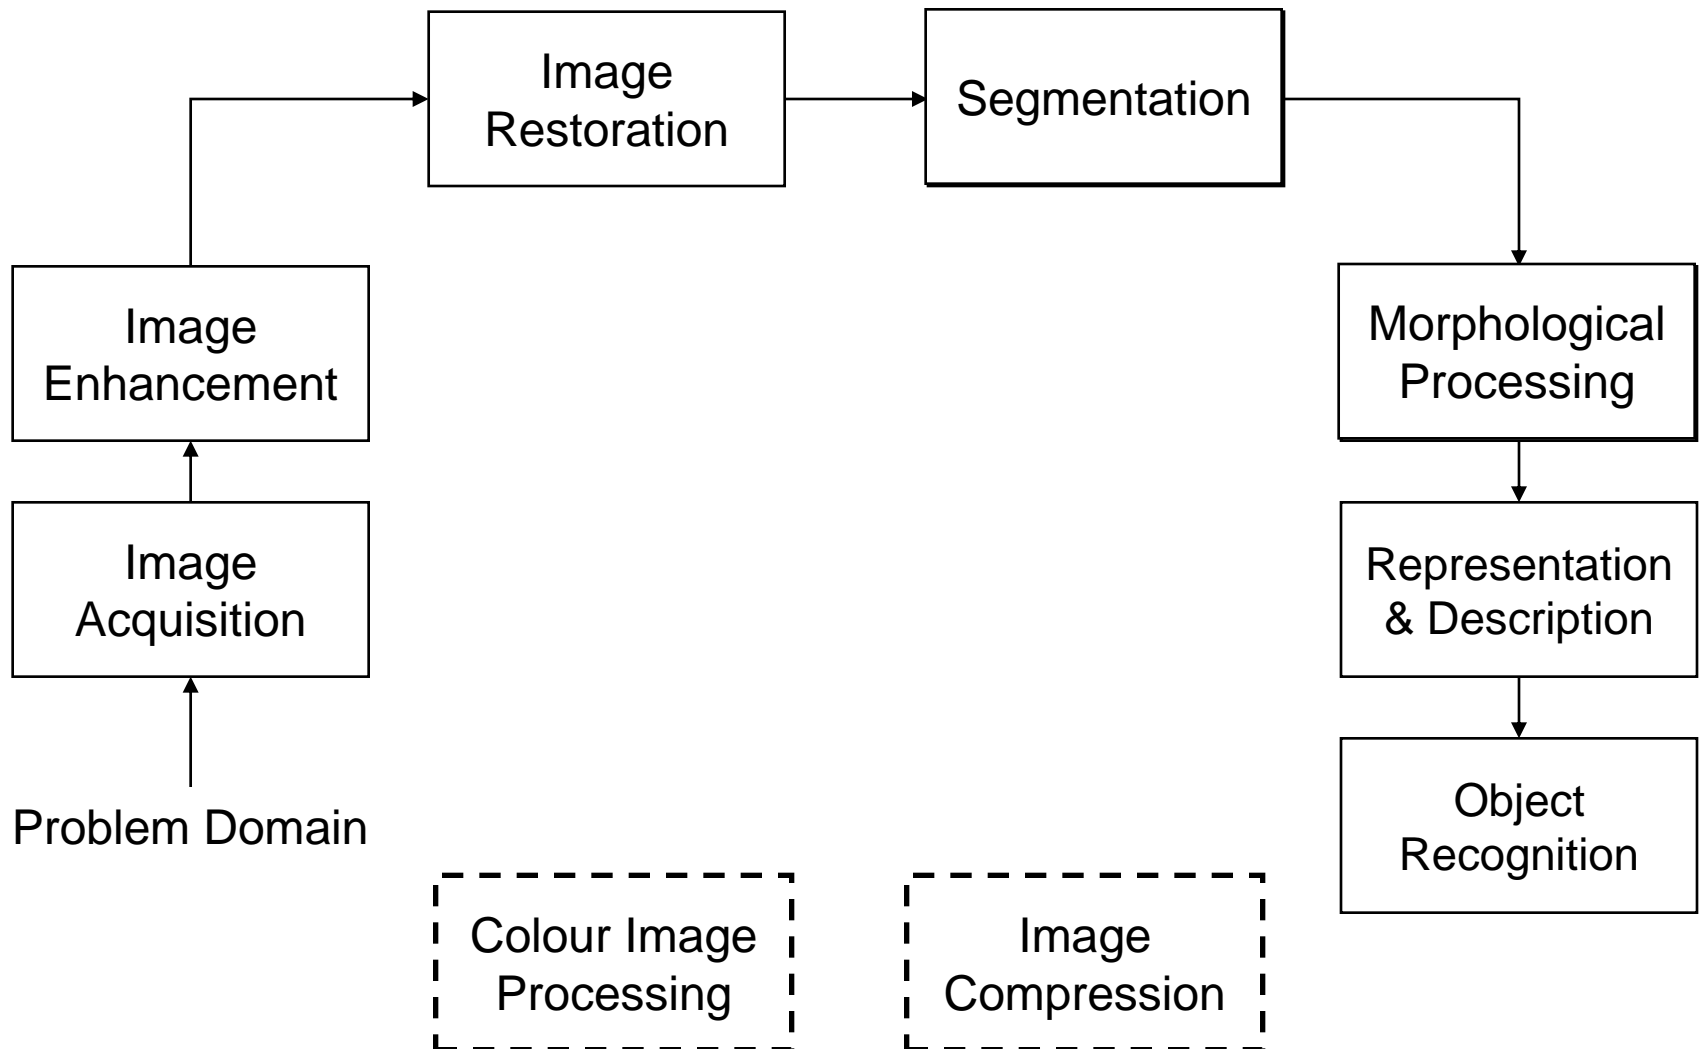 Image
Restoration
Segmentation
Image
Enhancement
Morphological
Processing
Image
Acquisition
Representation
& Description
Problem Domain
Object
Recognition
Colour Image
Processing
Image
Compression